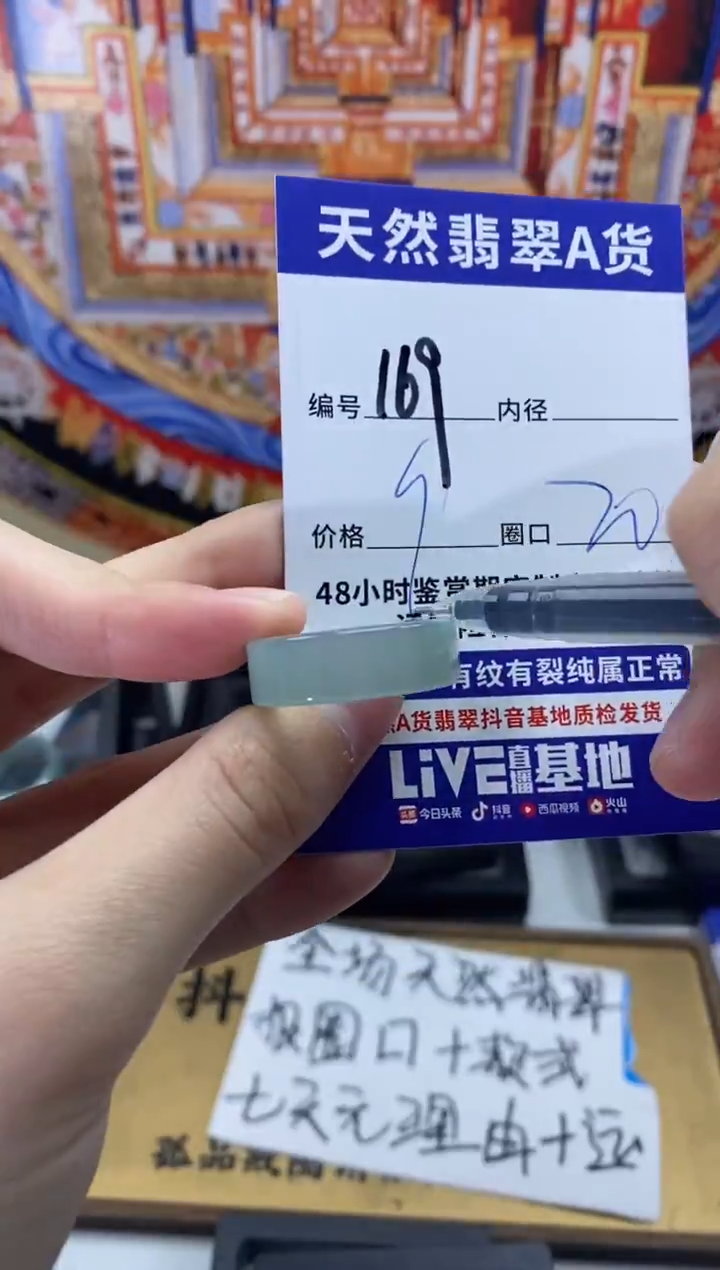 天然翡翠A货
编号 169 内径
价格 9 圈口 20
48小时鉴赏期
有纹有裂纯属正常
A货翡翠抖音基地质检发货
LiVE直播基地
今日头条 抖音 西瓜视频 火山
全场天然翡翠
报圈口+款式
七天无理由+运
抖